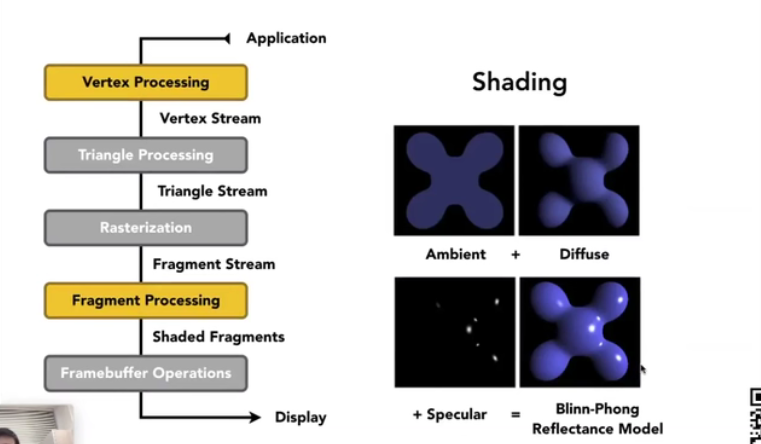 Application
Vertex Processing
Vertex Stream
Triangle Processing
Triangle Stream
Rasterization
Fragment Stream
Fragment Processing
Shaded Fragments
Framebuffer Operations
Display
Shading
Ambient + Diffuse
+ Specular = Blinn-Phong
Reflectance Model